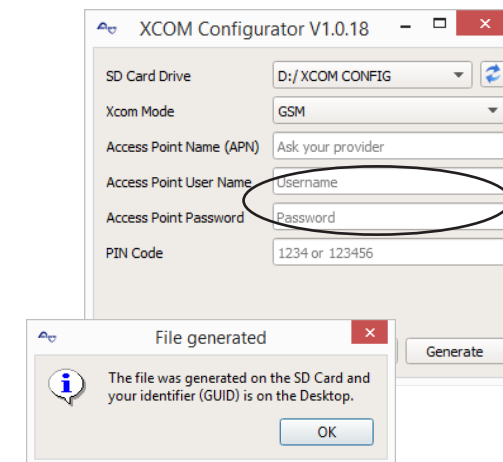 XCOM Configurator V1.0.18
SD Card Drive D:/ XCOM CONFIG
Xcom Mode GSM
Access Point Name (APN) Ask your provider
Access Point User Name Username
Access Point Password Password
PIN Code 1234 or 123456
Generate
File generated
The file was generated on the SD Card and
your identifier (GUID) is on the Desktop.
OK